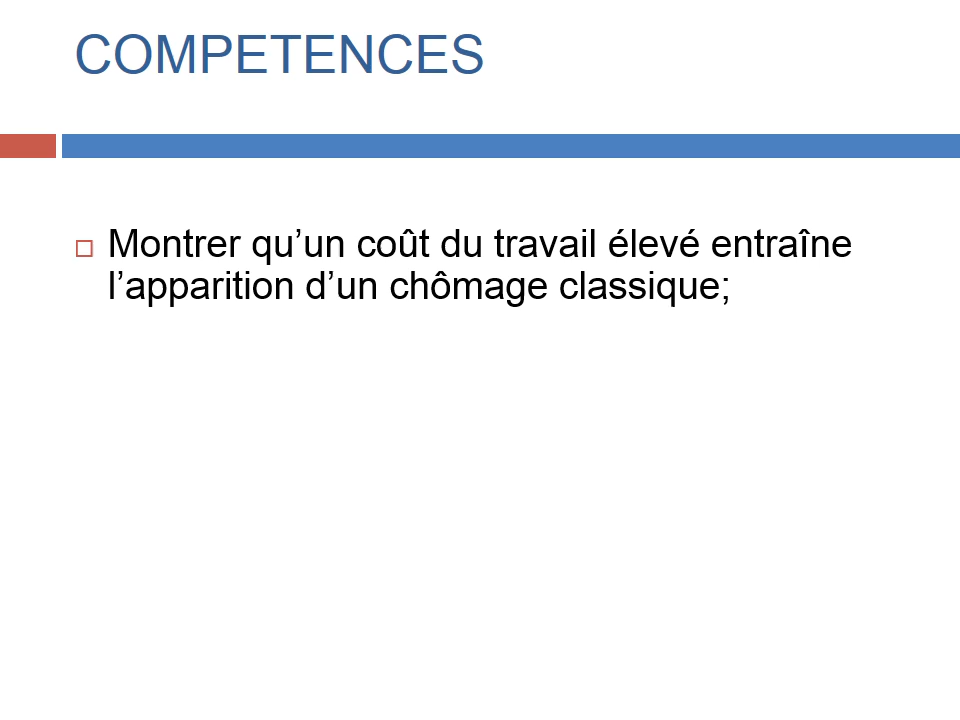 COMPETENCES
Montrer qu’un coût du travail élevé entraîne
l’apparition d’un chômage classique;